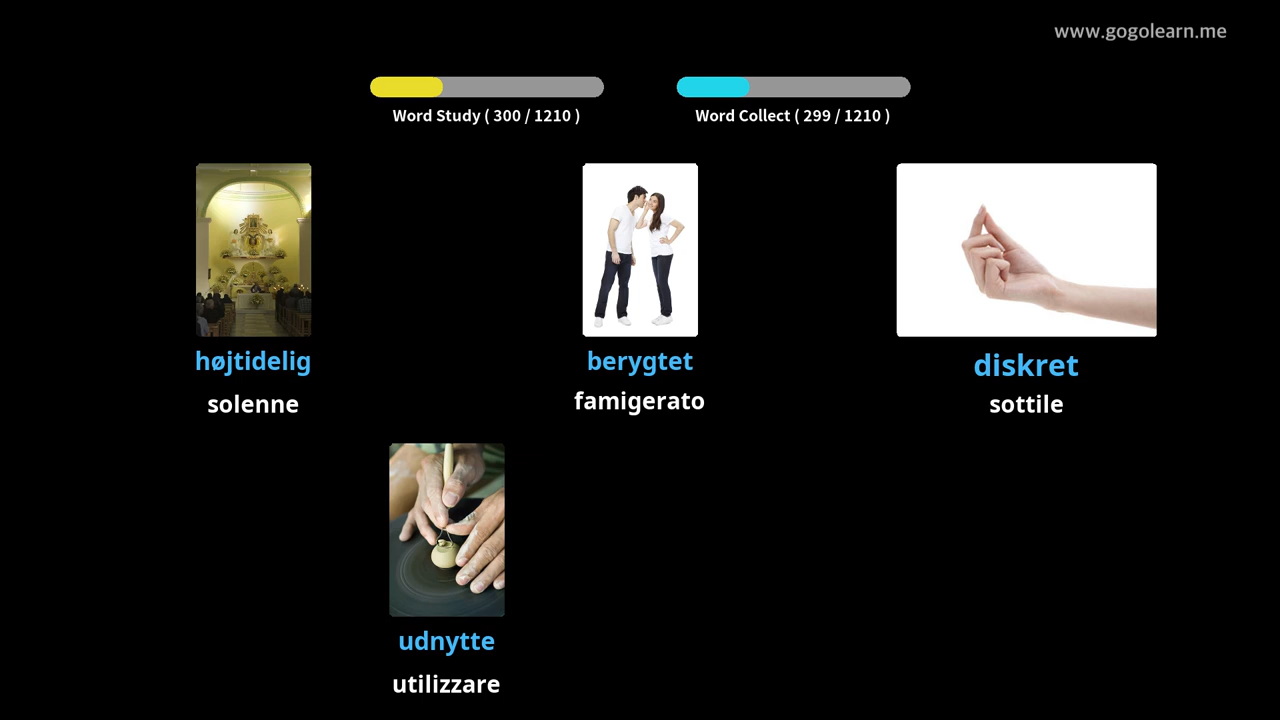 www.gogolearn.me
Word Study ( 300 / 1210 )
Word Collect ( 299 / 1210 )
højtidelig
solenne
berygtet
famigerato
diskret
sottile
udnytte
utilizzare